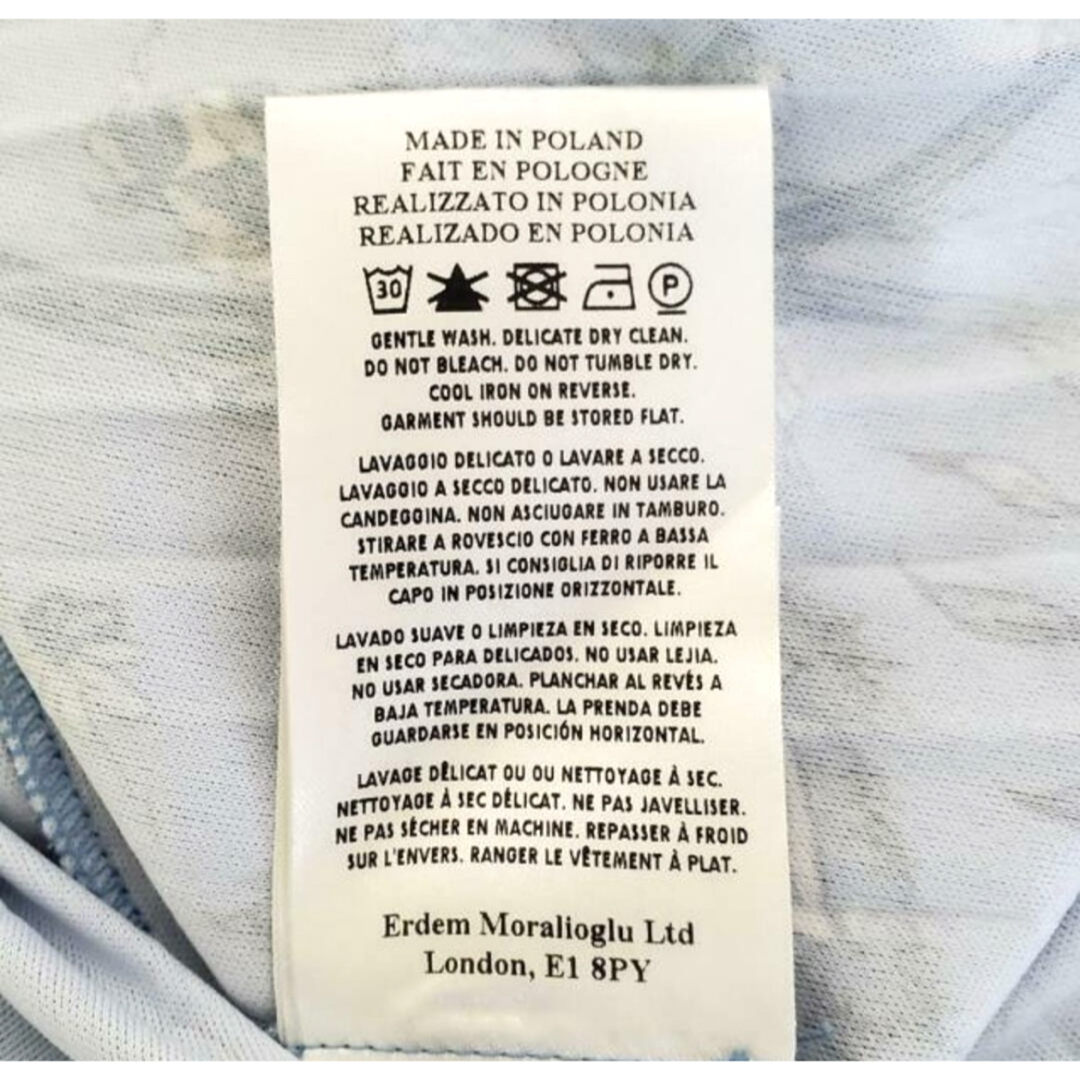 MADE IN POLAND
FAIT EN POLOGNE
REALIZZATO IN POLONIA
REALIZADO EN POLONIA
30 P
GENTLE WASH. DELICATE DRY CLEAN.
DO NOT BLEACH. DO NOT TUMBLE DRY.
COOL IRON ON REVERSE.
GARMENT SHOULD BE STORED FLAT.
LAVAGGIO DELICATO O LAVARE A SECCO.
LAVAGGIO A SECCO DELICATO. NON USARE LA
CANDEGGINA. NON ASCIUGARE IN TAMBURO.
STIRARE A ROVESCIO CON FERRO A BASSA
TEMPERATURA. SI CONSIGLIA DI RIPORRE IL
CAPO IN POSIZIONE ORIZZONTALE.
LAVADO SUAVE O LIMPIEZA EN SECO. LIMPIEZA
EN SECO PARA DELICADOS. NO USAR LEJIA.
NO USAR SECADORA. PLANCHAR AL REVÉS A
BAJA TEMPERATURA. LA PRENDA DEBE
GUARDARSE EN POSICIÓN HORIZONTAL.
LAVAGE DÊLICAT OU OU NETTOYAGE À SEC.
NETTOYAGE À SEC DÉLICAT. NE PAS JAVELLISER.
NE PAS SÉCHER EN MACHINE. REPASSER À FROID
SUR L'ENVERS. RANGER LE VÊTEMENT À PLAT.
Erdem Moralioglu Ltd
London, E1 8PY